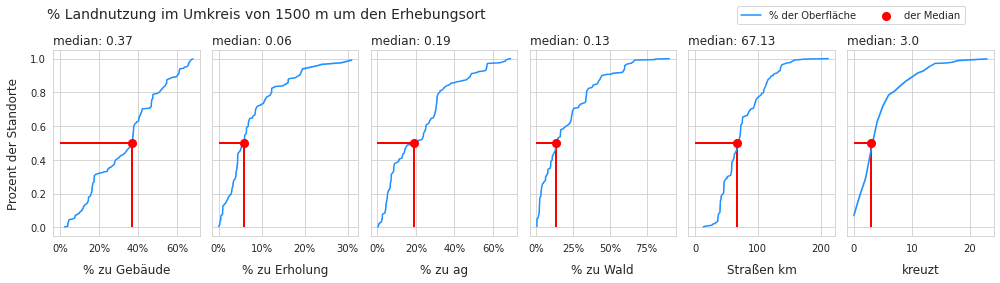 % Landnutzung im Umkreis von 1500 m um den Erhebungsort
% der Oberfläche
der Median
median: 0.37
median: 0.06
median: 0.19
median: 0.13
median: 67.13
median: 3.0
Prozent der Standorte
1.0
0.8
0.6
0.4
0.2
0.0
0% 20% 40% 60%
0% 10% 20% 30%
0% 20% 40% 60%
0% 25% 50% 75%
0 100 200
0 20
% zu Gebäude
% zu Erholung
% zu ag
% zu Wald
Straßen km
kreuzt